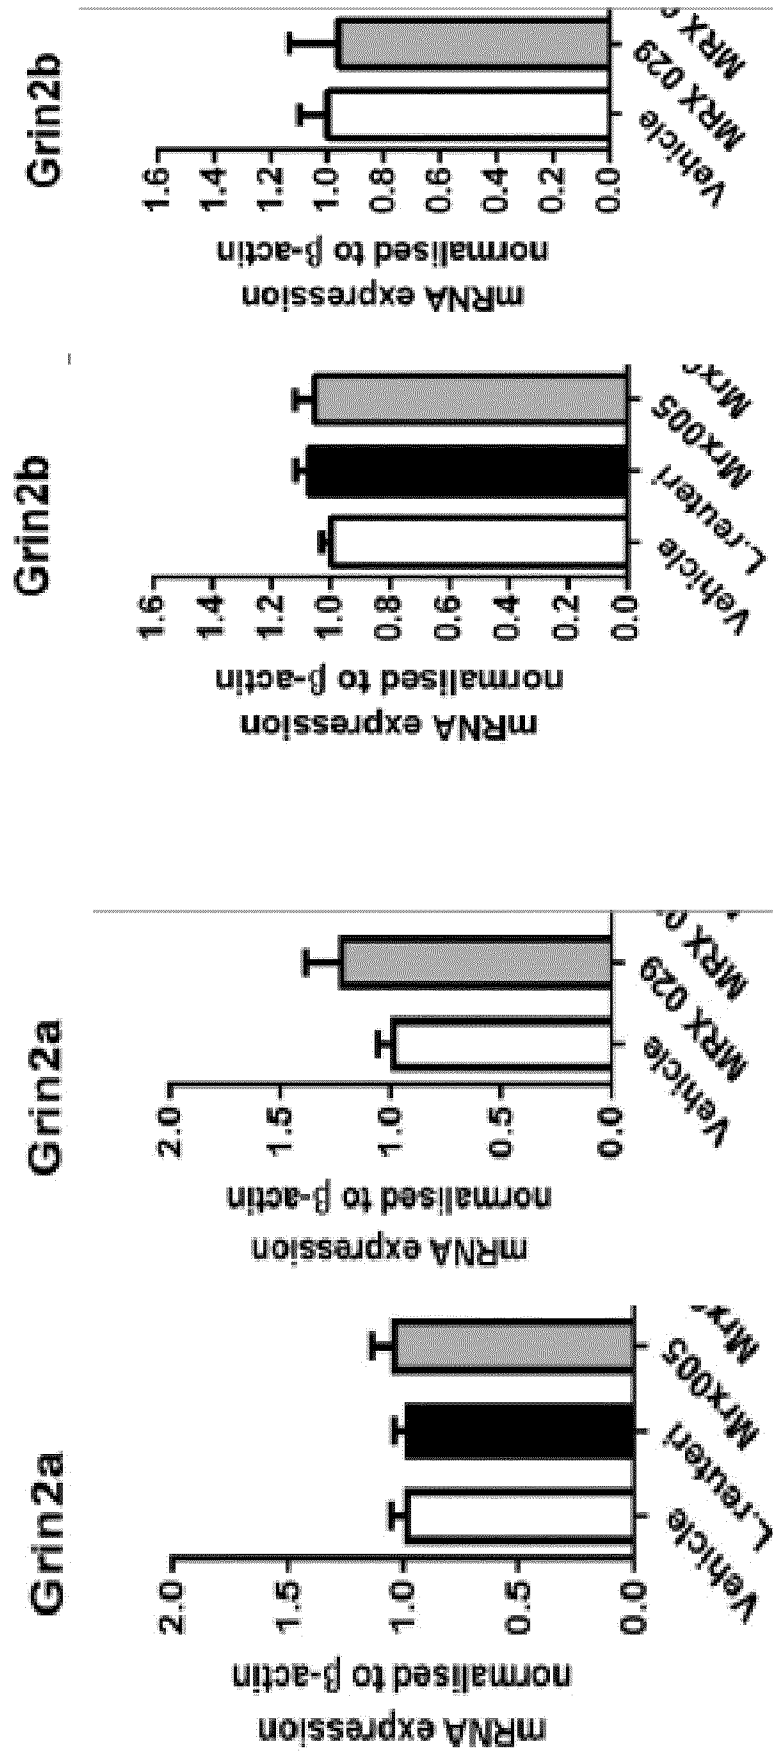 Grin2a
mRNA expression
normalised to β-actin
2.0
1.5
1.0
0.5
0.0
Vehicle
L.reuteri
Mrx005
Grin2a
mRNA expression
normalised to β-actin
2.0
1.5
1.0
0.5
0.0
Vehicle
MRX 029
MRX
Grin2b
mRNA expression
normalised to β-actin
1.6
1.4
1.2
1.0
0.8
0.6
0.4
0.2
0.0
Vehicle
L.reuteri
Mrx005
Grin2b
mRNA expression
normalised to β-actin
1.6
1.4
1.2
1.0
0.8
0.6
0.4
0.2
0.0
Vehicle
MRX 029
MRX